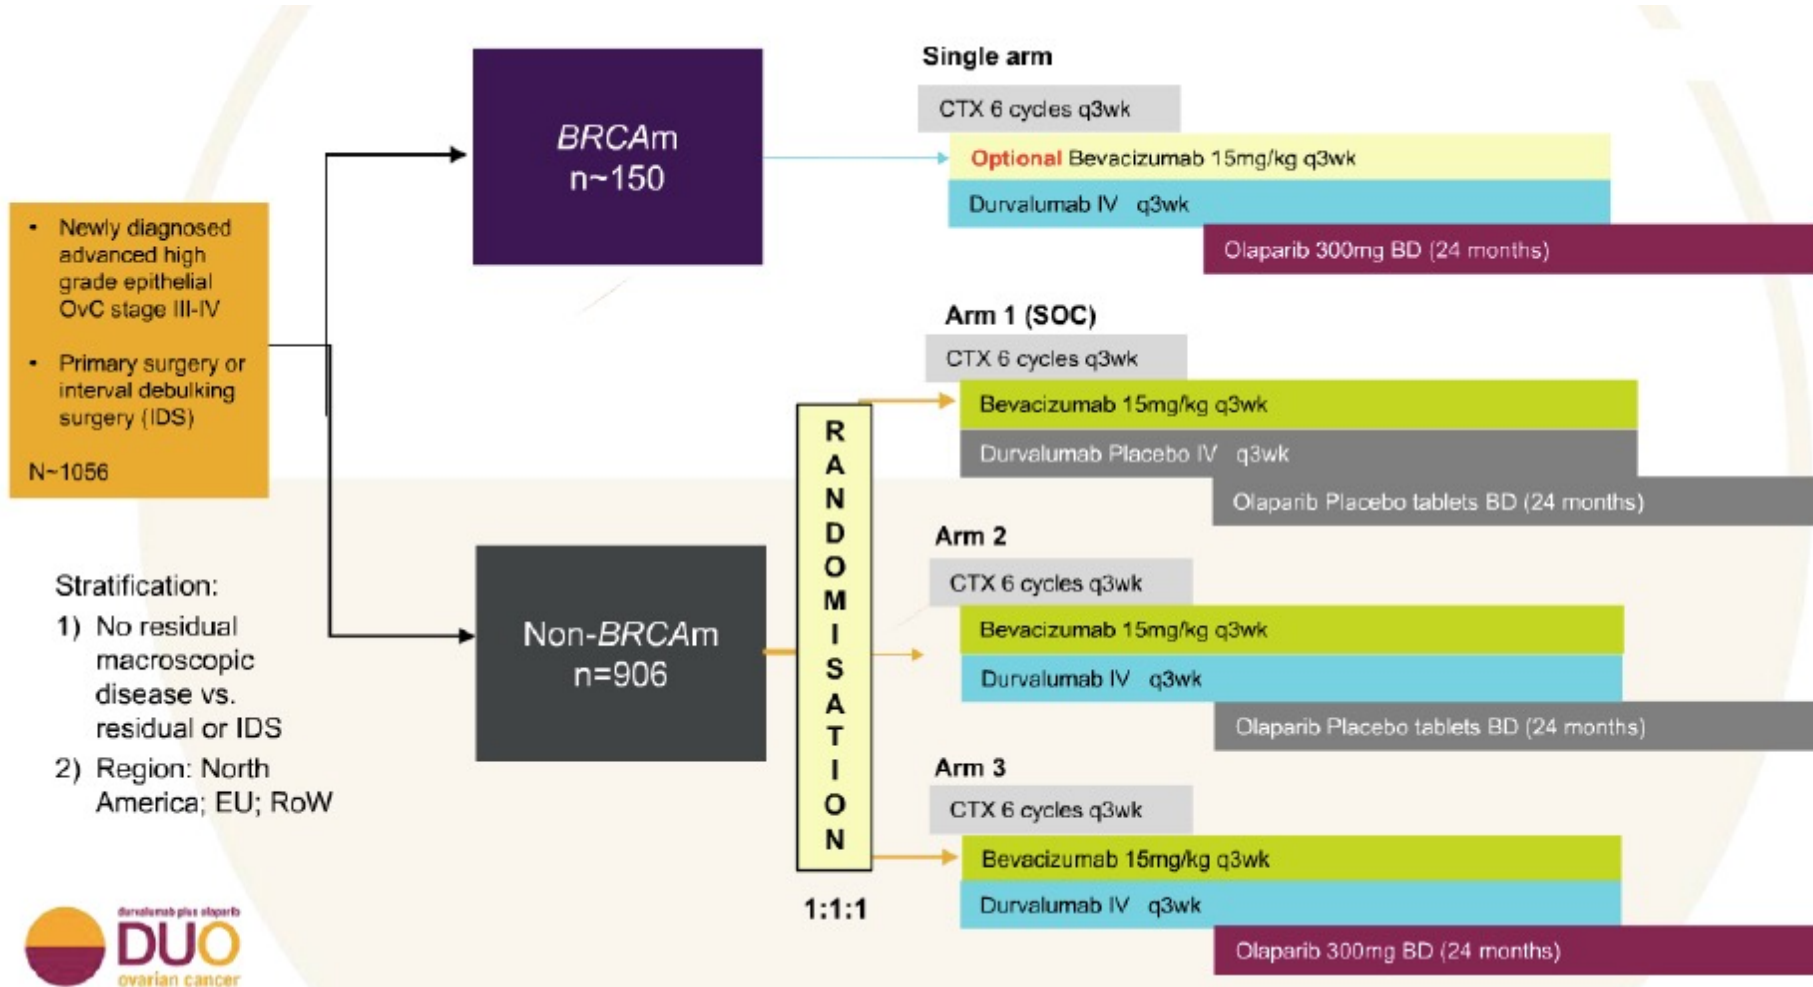 • Newly diagnosed
advanced high
grade epithelial
OvC stage III-IV
• Primary surgery or
interval debulking
surgery (IDS)
N~1056
Stratification:
1) No residual
macroscopic
disease vs.
residual or IDS
2) Region: North
America; EU; RoW
durvalumab plus olaparib
DUO
ovarian cancer
BRCAm
n~150
Non-BRCAm
n=906
RANDOMISATION
1:1:1
Single arm
CTX 6 cycles q3wk
Optional Bevacizumab 15mg/kg q3wk
Durvalumab IV q3wk
Olaparib 300mg BD (24 months)
Arm 1 (SOC)
CTX 6 cycles q3wk
Bevacizumab 15mg/kg q3wk
Durvalumab Placebo IV q3wk
Olaparib Placebo tablets BD (24 months)
Arm 2
CTX 6 cycles q3wk
Bevacizumab 15mg/kg q3wk
Durvalumab IV q3wk
Olaparib Placebo tablets BD (24 months)
Arm 3
CTX 6 cycles q3wk
Bevacizumab 15mg/kg q3wk
Durvalumab IV q3wk
Olaparib 300mg BD (24 months)